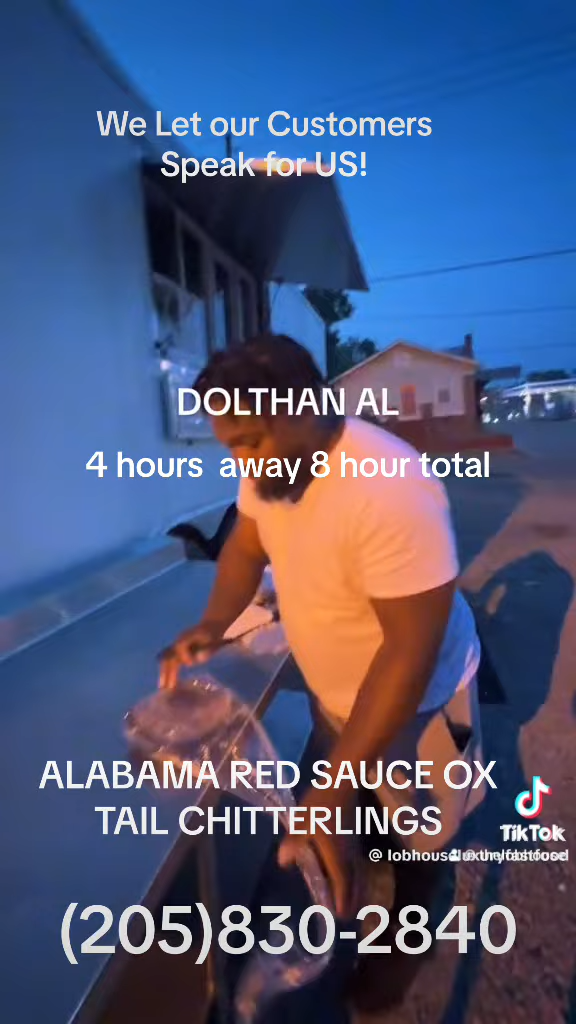 We Let our Customers
Speak for US!
DOLTHAN AL
4 hours away 8 hour total
ALABAMA RED SAUCE OX
TAIL CHITTERLINGS
TikTok
(205)830-2840